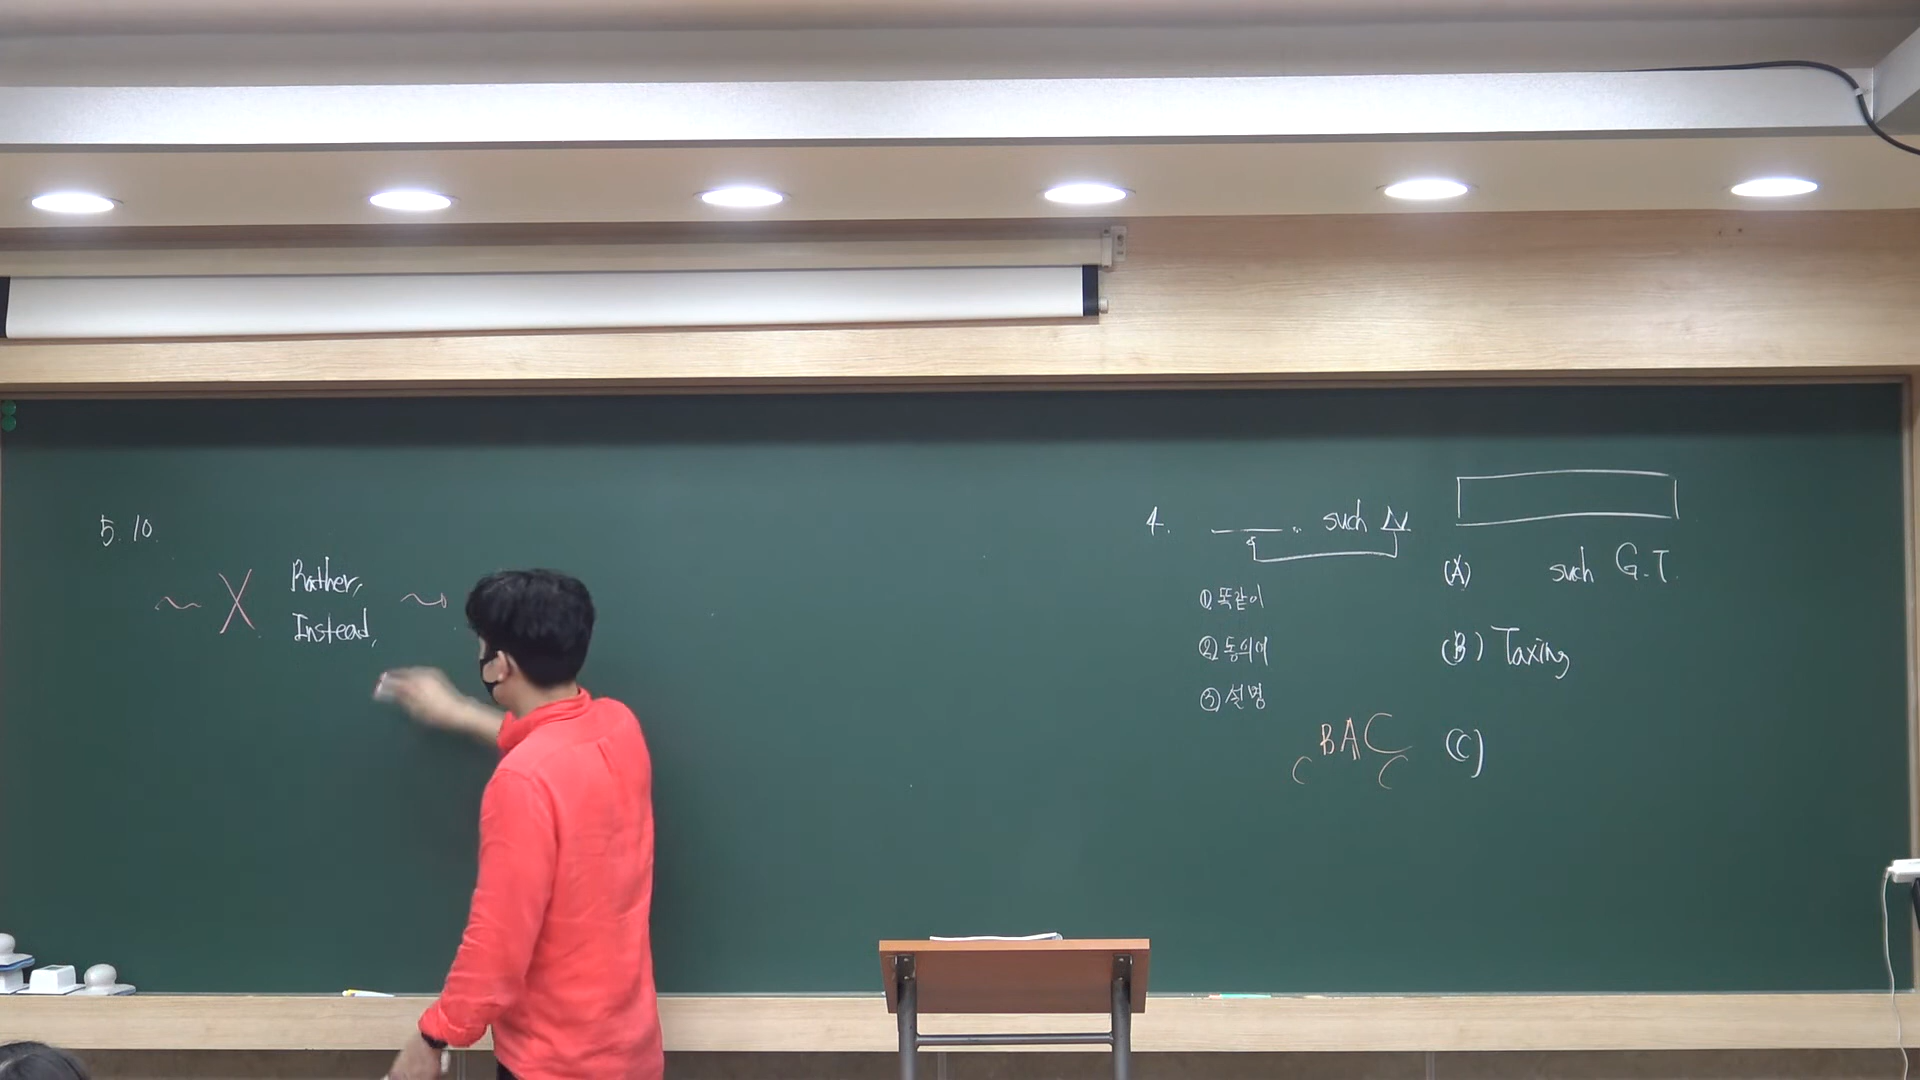 5. 10.
~ X Rather, ~
Instead,
4. ___. such N
① 똑같이
② 동의어
③ 설명
BAC
C C
(A) such G.T.
(B) Taxing
(C)